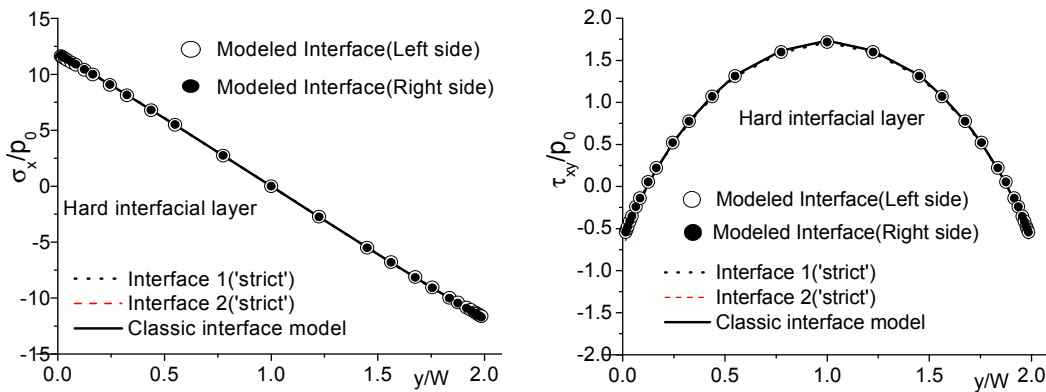 15
10
5
0
-5
-10
-15
σx/p0
Modeled Interface(Left side)
Modeled Interface(Right side)
Hard interfacial layer
Interface 1('strict')
Interface 2('strict')
Classic interface model
0.0 0.5 1.0 1.5 2.0
y/W
2.0
1.5
1.0
0.5
0.0
-0.5
-1.0
-1.5
-2.0
τxy/p0
Hard interfacial layer
Modeled Interface(Left side)
Modeled Interface(Right side)
Interface 1('strict')
Interface 2('strict')
Classic interface model
0.0 0.5 1.0 1.5 2.0
y/W